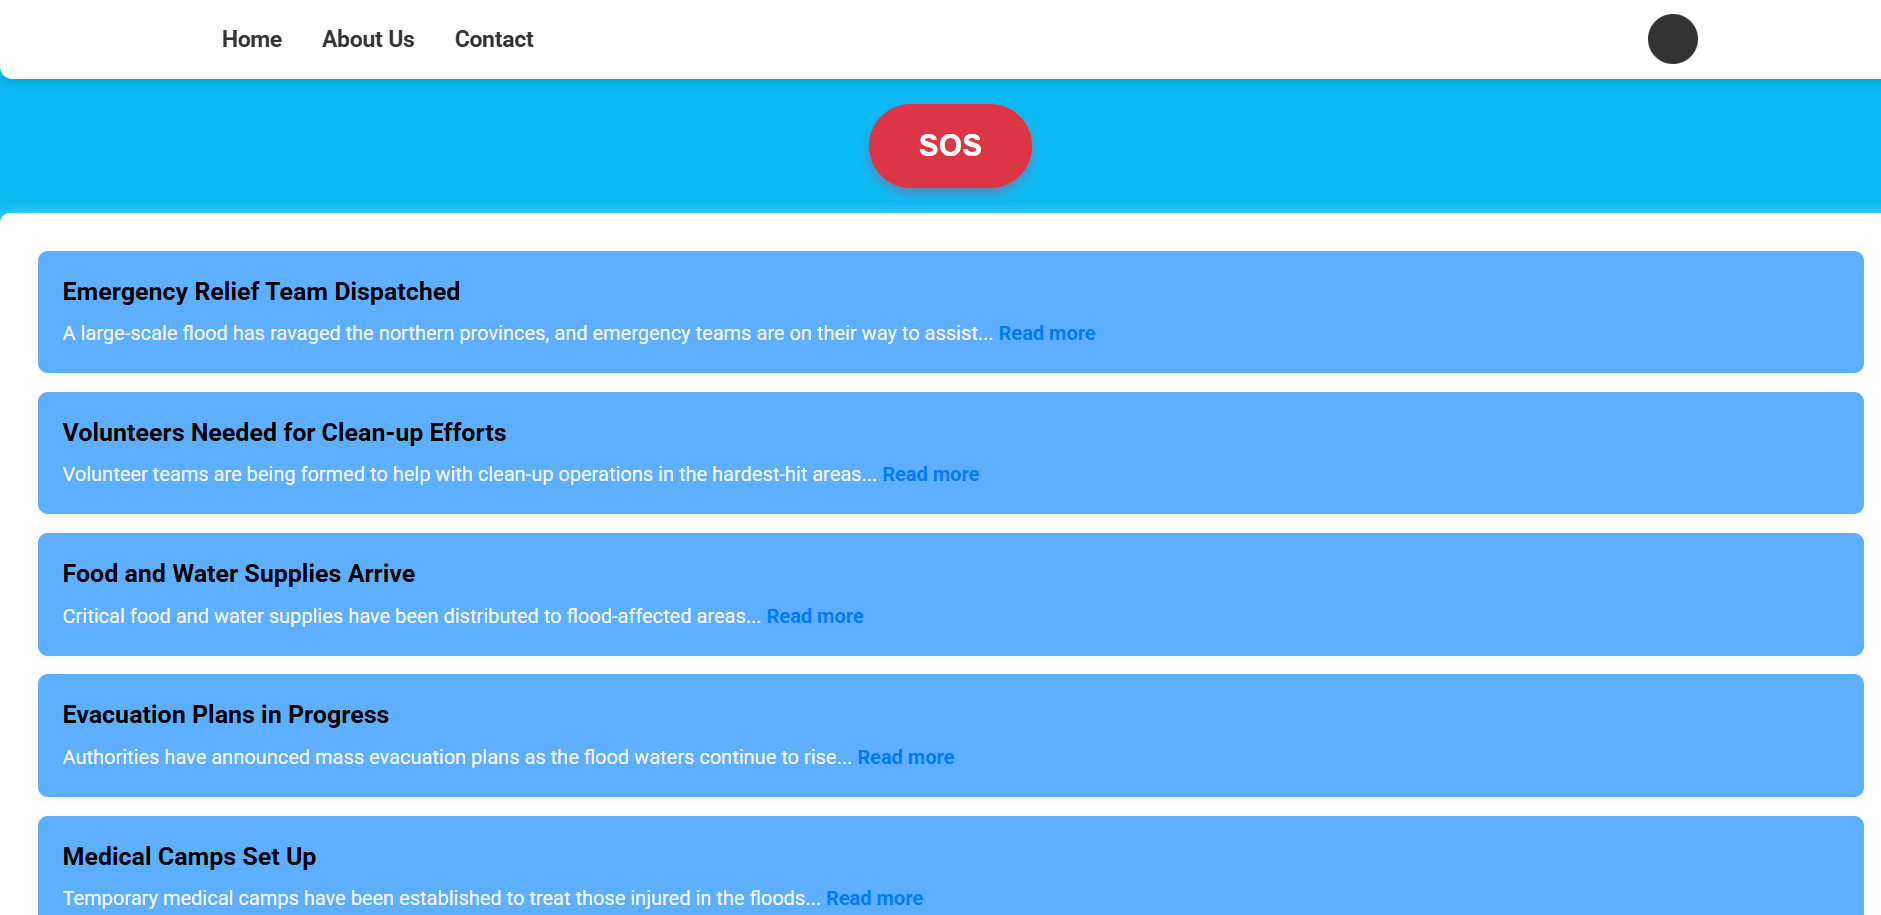 Home About Us Contact
SOS
Emergency Relief Team Dispatched
A large-scale flood has ravaged the northern provinces, and emergency teams are on their way to assist... Read more
Volunteers Needed for Clean-up Efforts
Volunteer teams are being formed to help with clean-up operations in the hardest-hit areas... Read more
Food and Water Supplies Arrive
Critical food and water supplies have been distributed to flood-affected areas... Read more
Evacuation Plans in Progress
Authorities have announced mass evacuation plans as the flood waters continue to rise... Read more
Medical Camps Set Up
Temporary medical camps have been established to treat those injured in the floods... Read more